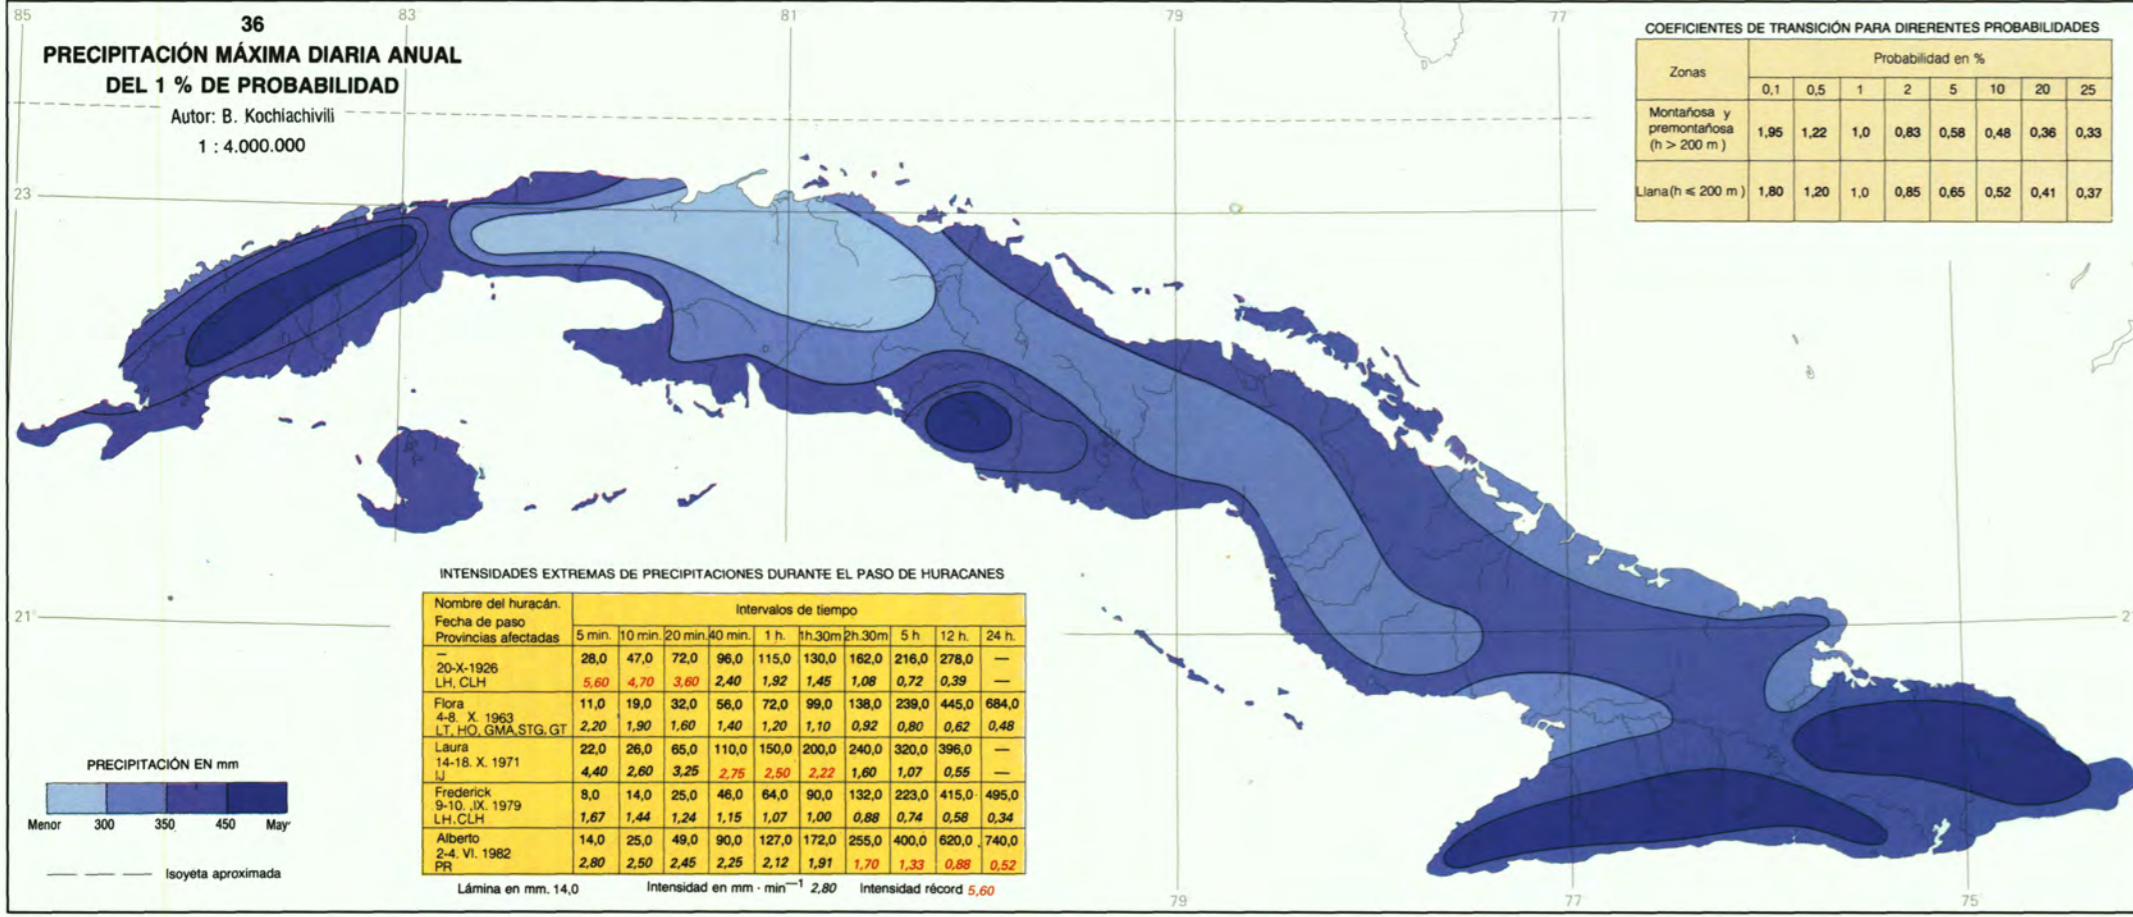 85
83
81
79
77
36
PRECIPITACIÓN MÁXIMA DIARIA ANUAL
DEL 1 % DE PROBABILIDAD
Autor: B. Kochiachivili
1 : 4.000.000
COEFICIENTES DE TRANSICIÓN PARA DIRERENTES PROBABILIDADES
Zonas
Probabilidad en %
0,1 0,5 1 2 5 10 20 25
Montañosa y
premontañosa
(h > 200 m )
1,95 1,22 1,0 0,83 0,58 0,48 0,36 0,33
Llana (h ≤ 200 m ) 1,80 1,20 1,0 0,85 0,65 0,52 0,41 0,37
23
21°
2
INTENSIDADES EXTREMAS DE PRECIPITACIONES DURANTE EL PASO DE HURACANES
Nombre del huracán.
Fecha de paso
Provincias afectadas
Intervalos de tiempo
5 min. 10 min. 20 min. 40 min. 1 h. 1h.30m 2h.30m 5 h 12 h. 24 h.
—
20-X-1926
LH, CLH
28,0 47,0 72,0 96,0 115,0 130,0 162,0 216,0 278,0 —
5,60 4,70 3,60 2,40 1,92 1,45 1,08 0,72 0,39 —
Flora
4-8. X. 1963
LT, HO, GMA, STG, GT
11,0 19,0 32,0 56,0 72,0 99,0 138,0 239,0 445,0 684,0
2,20 1,90 1,60 1,40 1,20 1,10 0,92 0,80 0,62 0,48
Laura
14-18. X. 1971
IJ
22,0 26,0 65,0 110,0 150,0 200,0 240,0 320,0 396,0 —
4,40 2,60 3,25 2,75 2,50 2,22 1,60 1,07 0,55 —
Frederick
9-10. .IX. 1979
LH, CLH
8,0 14,0 25,0 46,0 64,0 90,0 132,0 223,0 415,0 495,0
1,67 1,44 1,24 1,15 1,07 1,00 0,88 0,74 0,58 0,34
Alberto
2-4. VI. 1982
PR
14,0 25,0 49,0 90,0 127,0 172,0 255,0 400,0 620,0 740,0
2,80 2,50 2,45 2,25 2,12 1,91 1,70 1,33 0,88 0,52
Lámina en mm. 14,0 Intensidad en mm · min⁻¹ 2,80 Intensidad récord 5,60
PRECIPITACIÓN EN mm
Menor 300 350 450 May
Isoyeta aproximada
79
77
75